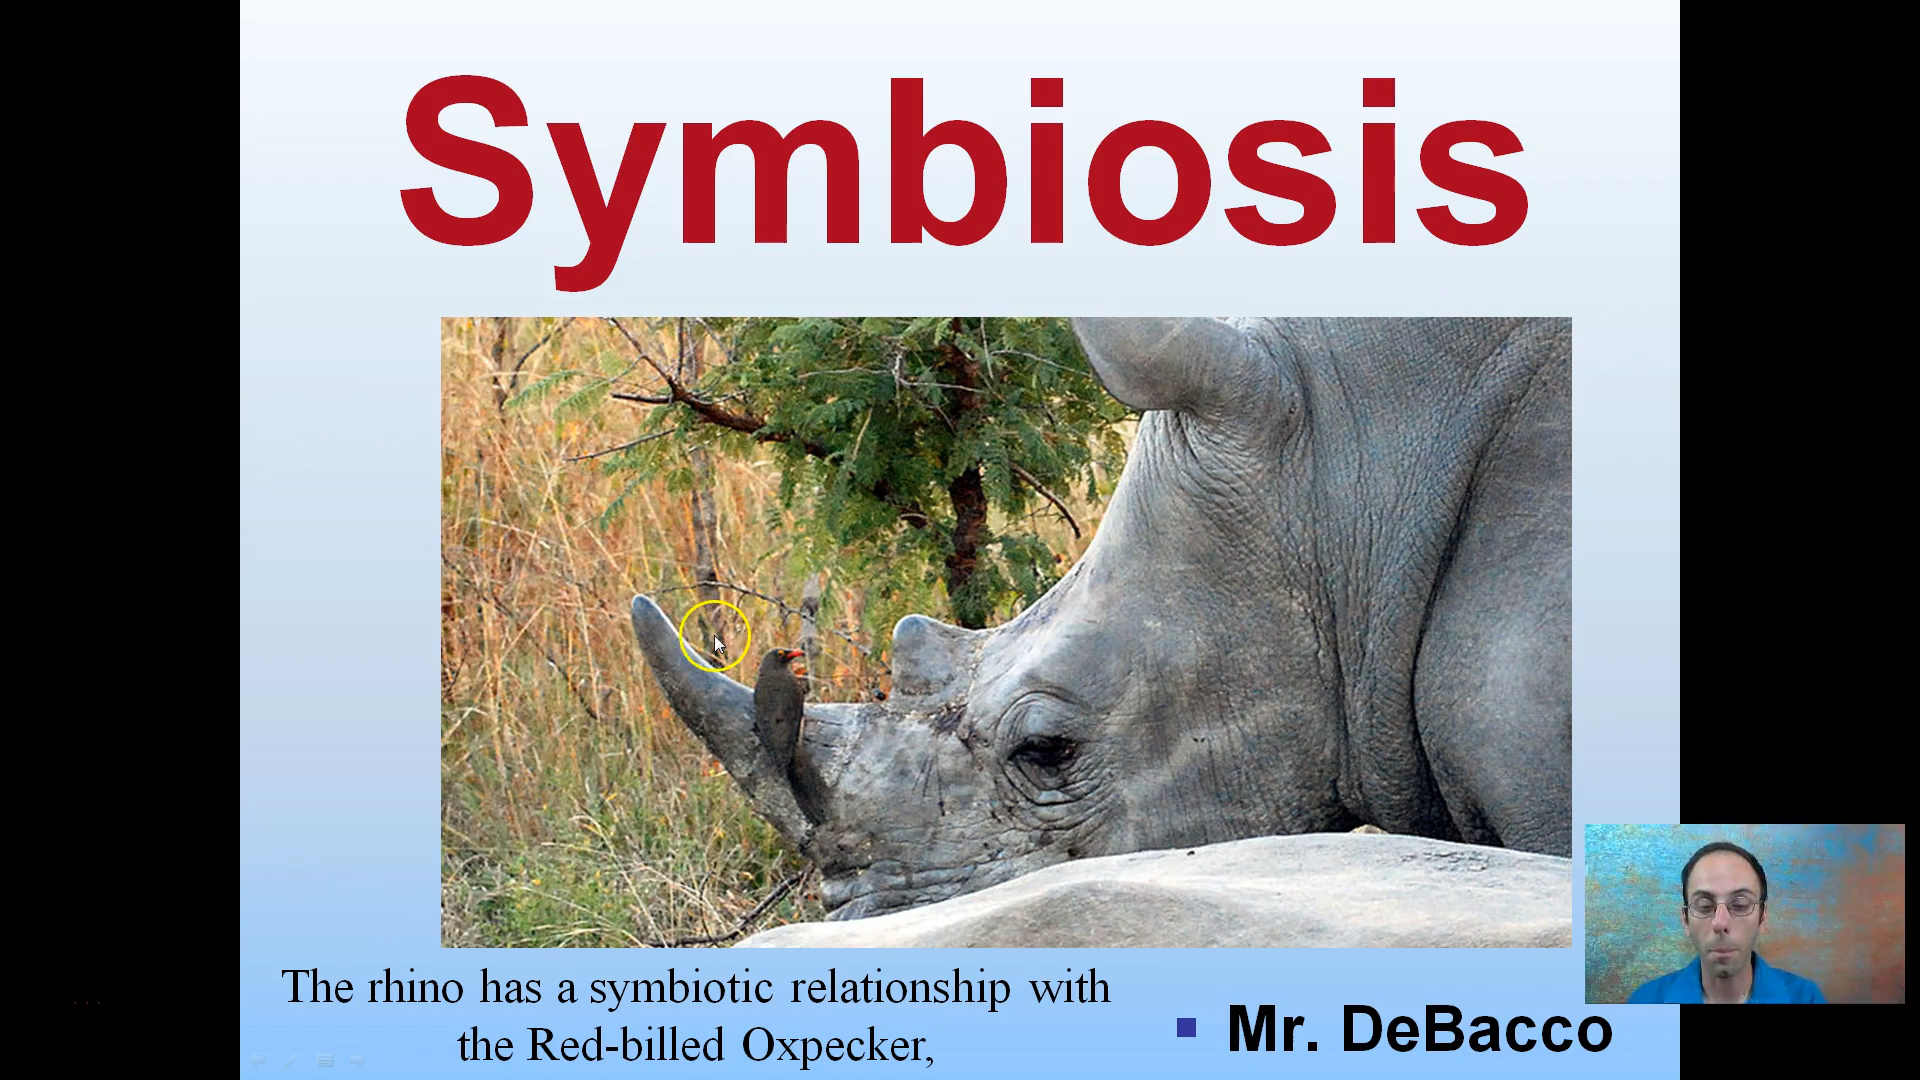 Symbiosis
The rhino has a symbiotic relationship with
the Red-billed Oxpecker,
Mr. DeBacco